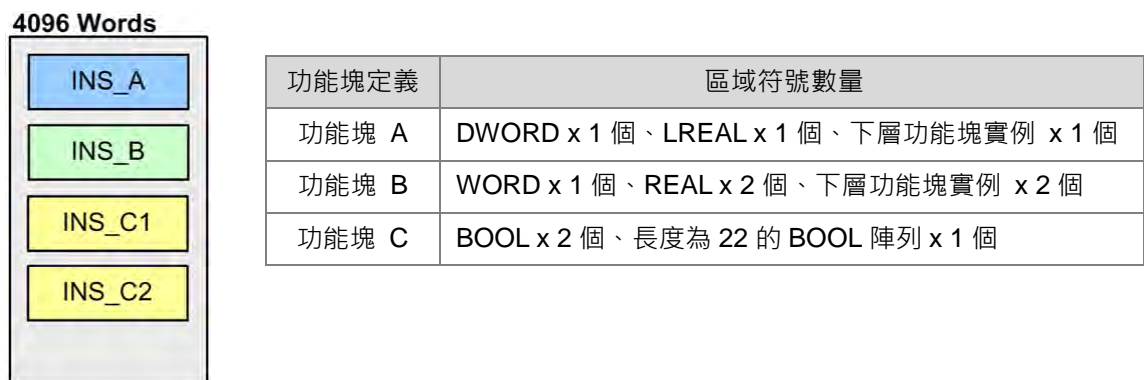 4096 Words
INS_A
INS_B
INS_C1
INS_C2
功能塊定義 區域符號數量
功能塊 A DWORD x 1 個、LREAL x 1 個、下層功能塊實例 x 1 個
功能塊 B WORD x 1 個、REAL x 2 個、下層功能塊實例 x 2 個
功能塊 C BOOL x 2 個、長度為 22 的 BOOL 陣列 x 1 個